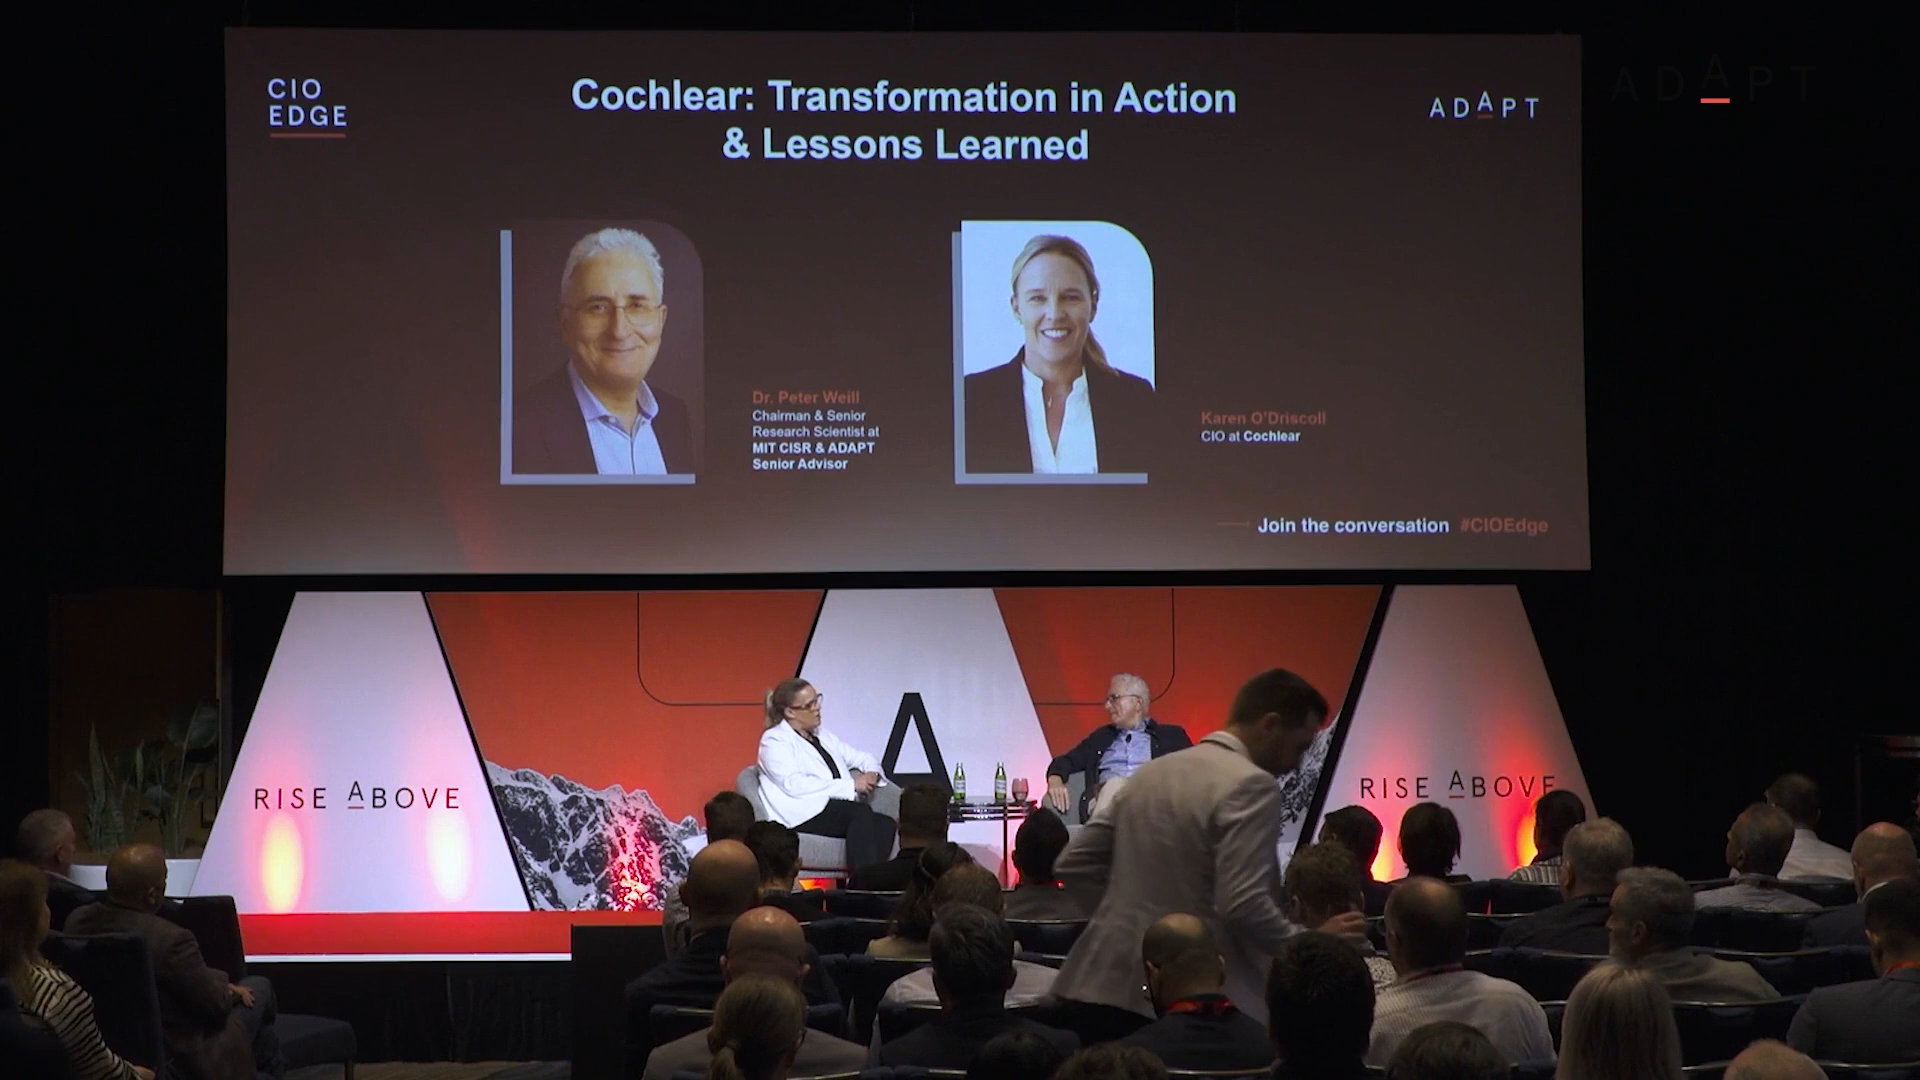 CIO
EDGE
Cochlear: Transformation in Action
& Lessons Learned
ADAPT
ADAPT
Dr. Peter Weill
Chairman & Senior
Research Scientist at
MIT CISR & ADAPT
Senior Advisor
Karen O'Driscoll
CIO at Cochlear
Join the conversation #CIOEdge
A
RISE ABOVE
RISE ABOVE